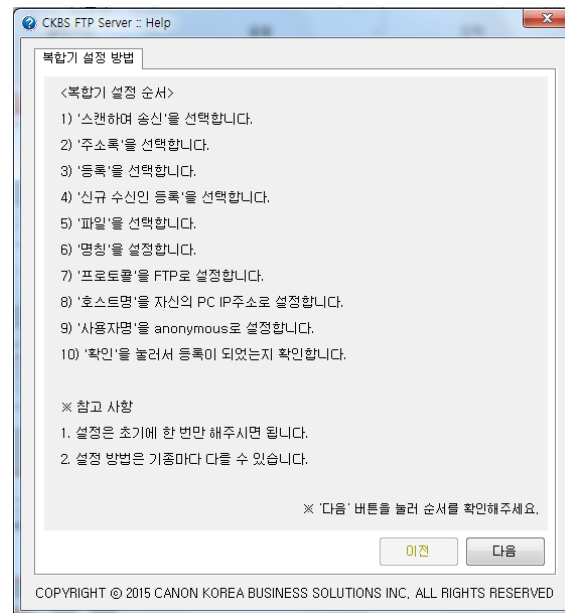 CKBS FTP Server :: Help
복합기 설정 방법
<복합기 설정 순서>
1) '스캔하며 송신'을 선택합니다.
2) '주소록'을 선택합니다.
3) '등록'을 선택합니다.
4) '신규 수신인 등록'을 선택합니다.
5) '파일'을 선택합니다.
6) '명칭'을 설정합니다.
7) '프로토콜'을 FTP로 설정합니다.
8) '호스트명'을 자신의 PC IP주소로 설정합니다.
9) '사용자명'을 anonymous로 설정합니다.
10) '확인'을 눌러서 등록이 되었는지 확인합니다.
※ 참고 사항
1. 설정은 초기에 한 번만 해주시면 됩니다.
2. 설정 방법은 기종마다 다를 수 있습니다.
※ '다음' 버튼을 눌러 순서를 확인해주세요.
이전
다음
COPYRIGHT ⓒ 2015 CANON KOREA BUSINESS SOLUTIONS INC. ALL RIGHTS RESERVED